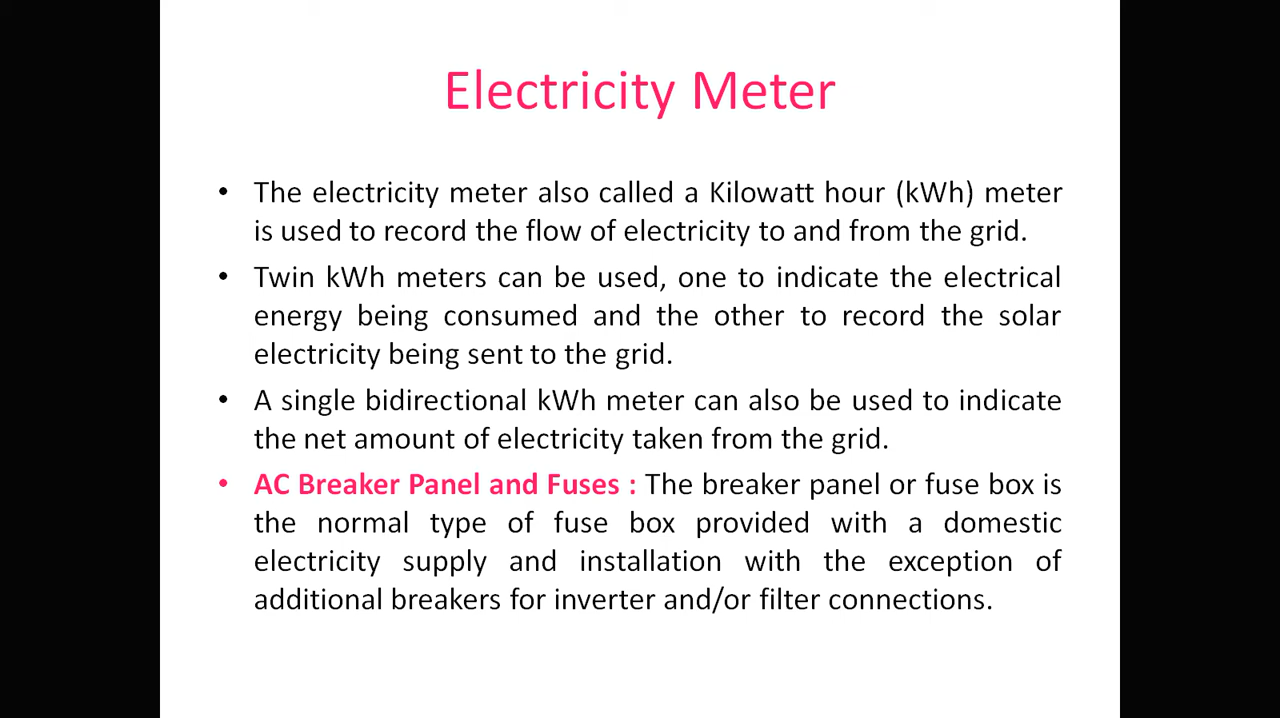 Electricity Meter
• The electricity meter also called a Kilowatt hour (kWh) meter
is used to record the flow of electricity to and from the grid.
• Twin kWh meters can be used, one to indicate the electrical
energy being consumed and the other to record the solar
electricity being sent to the grid.
• A single bidirectional kWh meter can also be used to indicate
the net amount of electricity taken from the grid.
• AC Breaker Panel and Fuses : The breaker panel or fuse box is
the normal type of fuse box provided with a domestic
electricity supply and installation with the exception of
additional breakers for inverter and/or filter connections.